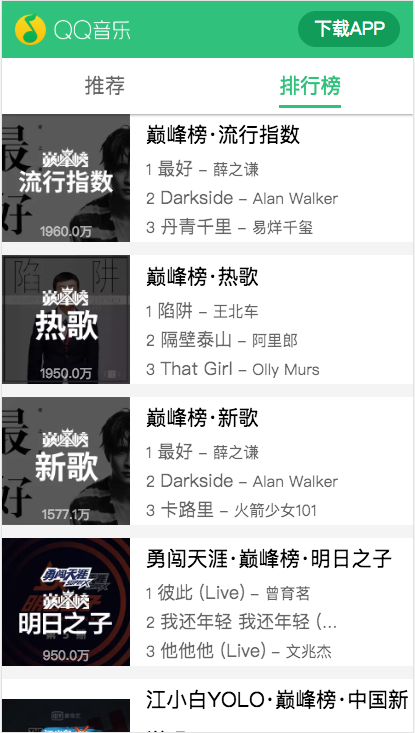 QQ音乐
下载APP
推荐
排行榜
最
好
巅峰榜
流行指数
1960.0万
巅峰榜·流行指数
1 最好 – 薛之谦
2 Darkside – Alan Walker
3 丹青千里 – 易烊千玺
陷 阱
巅峰榜
热歌
1950.0万
巅峰榜·热歌
1 陷阱 – 王北车
2 隔壁泰山 – 阿里郎
3 That Girl – Olly Murs
最
好
巅峰榜
新歌
1577.1万
巅峰榜·新歌
1 最好 – 薛之谦
2 Darkside – Alan Walker
3 卡路里 – 火箭少女101
勇闯天涯
巅峰榜
明日之子
950.0万
勇闯天涯·巅峰榜·明日之子
1 彼此 (Live) – 曾育茗
2 我还年轻 我还年轻 (...
3 他他他 (Live) – 文兆杰
江小白YOLO·巅峰榜·中国新